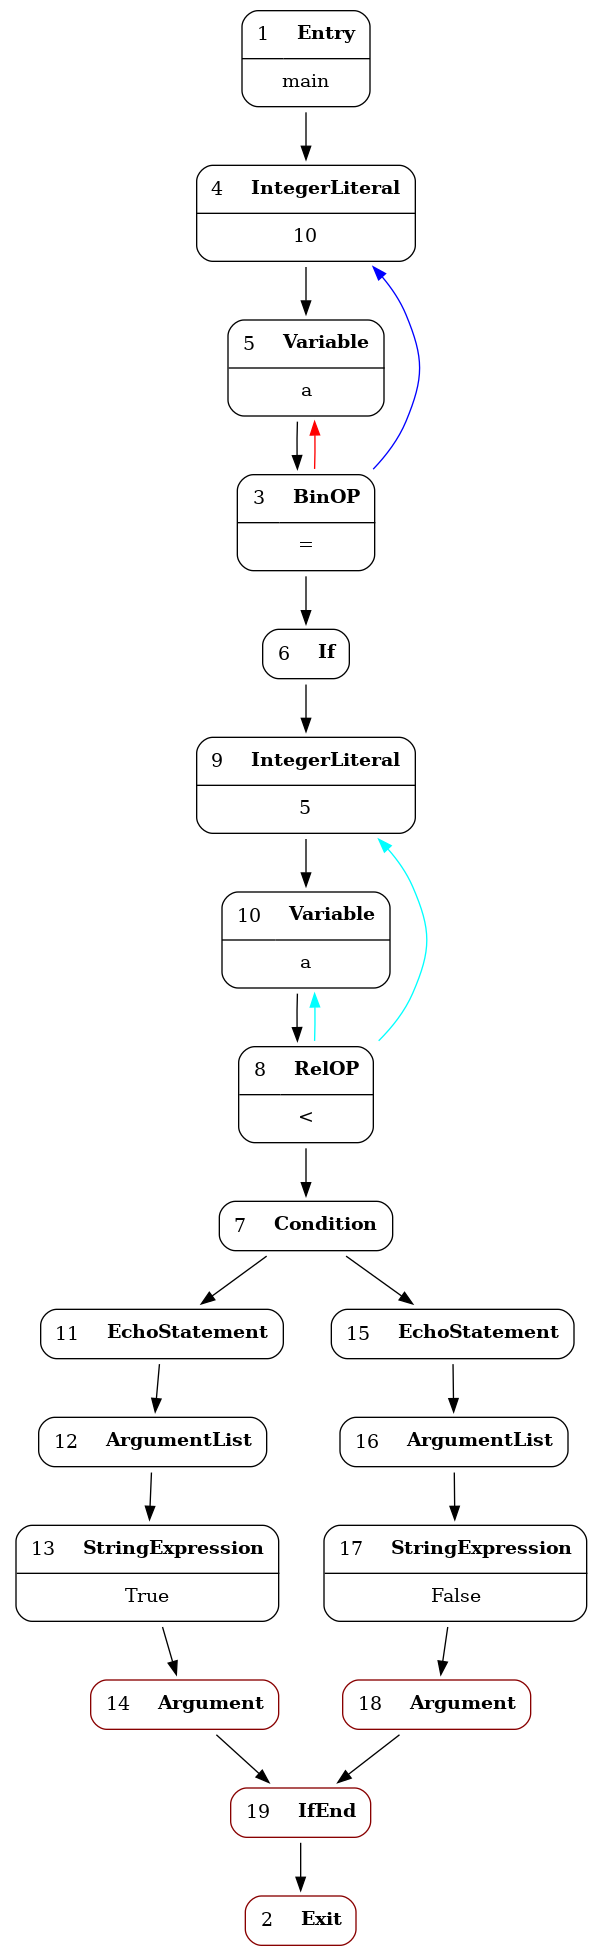 1 Entry
main
4 IntegerLiteral
10
5 Variable
a
3 BinOP
=
6 If
9 IntegerLiteral
5
10 Variable
a
8 RelOP
<
7 Condition
11 EchoStatement
15 EchoStatement
12 ArgumentList
16 ArgumentList
13 StringExpression
True
17 StringExpression
False
14 Argument
18 Argument
19 IfEnd
2 Exit